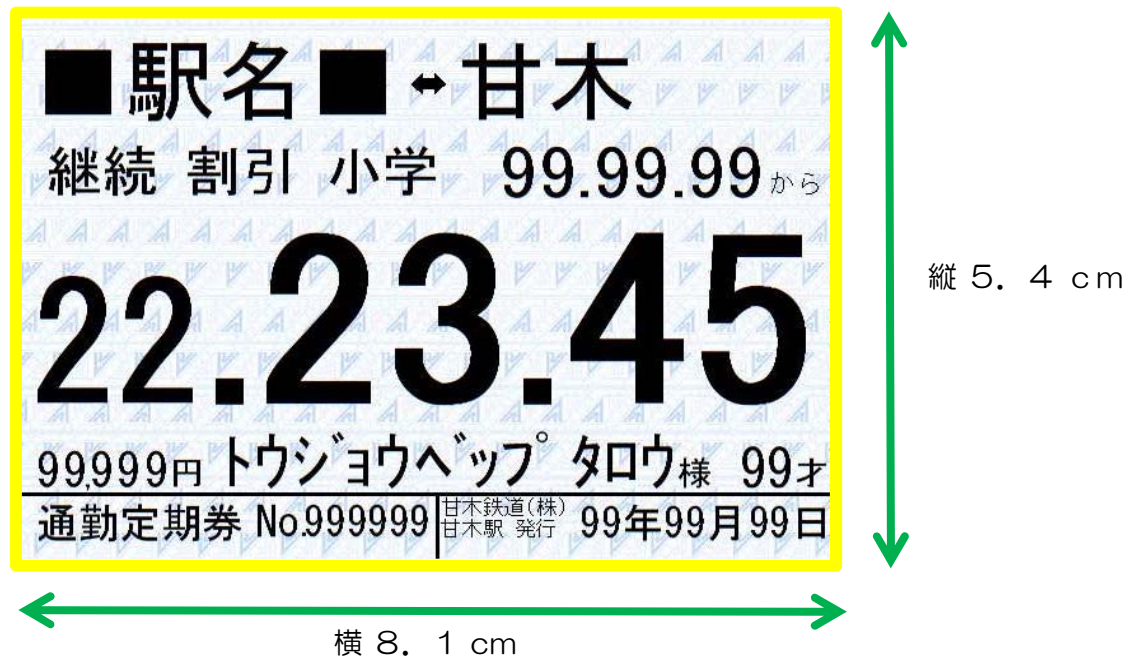 ■駅名■⬌甘木
継続 割引 小学 99.99.99から
22.23.45
99,999円 トウジョウベップ タロウ様 99才
通勤定期券 No.999999 甘木鉄道(株) 甘木駅 発行 99年99月99日
縦5．4cm
横8．1cm